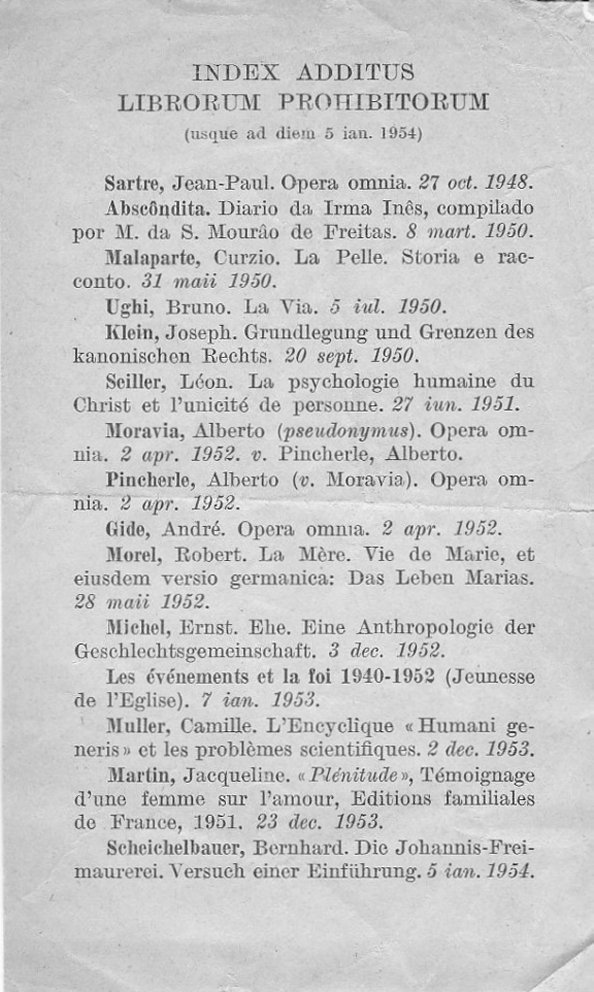 INDEX ADDITUS
LIBRORUM PROHIBITORUM
(usque ad diem 5 ian. 1954)
Sartre, Jean-Paul. Opera omnia. 27 oct. 1948.
Abscôndita. Diario da Irma Inês, compilado
por M. da S. Mourâo de Freitas. 8 mart. 1950.
Malaparte, Curzio. La Pelle. Storia e rac-
conto. 31 maii 1950.
Ughi, Bruno. La Via. 5 iul. 1950.
Klein, Joseph. Grundlegung und Grenzen des
kanonischen Rechts. 20 sept. 1950.
Seiller, Léon. La psychologie humaine du
Christ et l'unicité de personne. 27 iun. 1951.
Moravia, Alberto (pseudonymus). Opera om-
nia. 2 apr. 1952. v. Pincherle, Alberto.
Pincherle, Alberto (v. Moravia). Opera om-
nia. 2 apr. 1952.
Gide, André. Opera omnia. 2 apr. 1952.
Morel, Robert. La Mère. Vie de Marie, et
eiusdem versio germanica: Das Leben Marias.
28 maii 1952.
Michel, Ernst. Ehe. Eine Anthropologie der
Geschlechtsgemeinschaft. 3 dec. 1952.
Les événements et la foi 1940-1952 (Jeunesse
de l'Eglise). 7 ian. 1953.
Muller, Camille. L'Encyclique «Humani ge-
neris» et les problèmes scientifiques. 2 dec. 1953.
Martin, Jacqueline. «Plénitude», Témoignage
d'une femme sur l'amour, Editions familiales
de France, 1951. 23 dec. 1953.
Scheichelbauer, Bernhard. Die Johannis-Frei-
maurerei. Versuch einer Einführung. 5 ian. 1954.